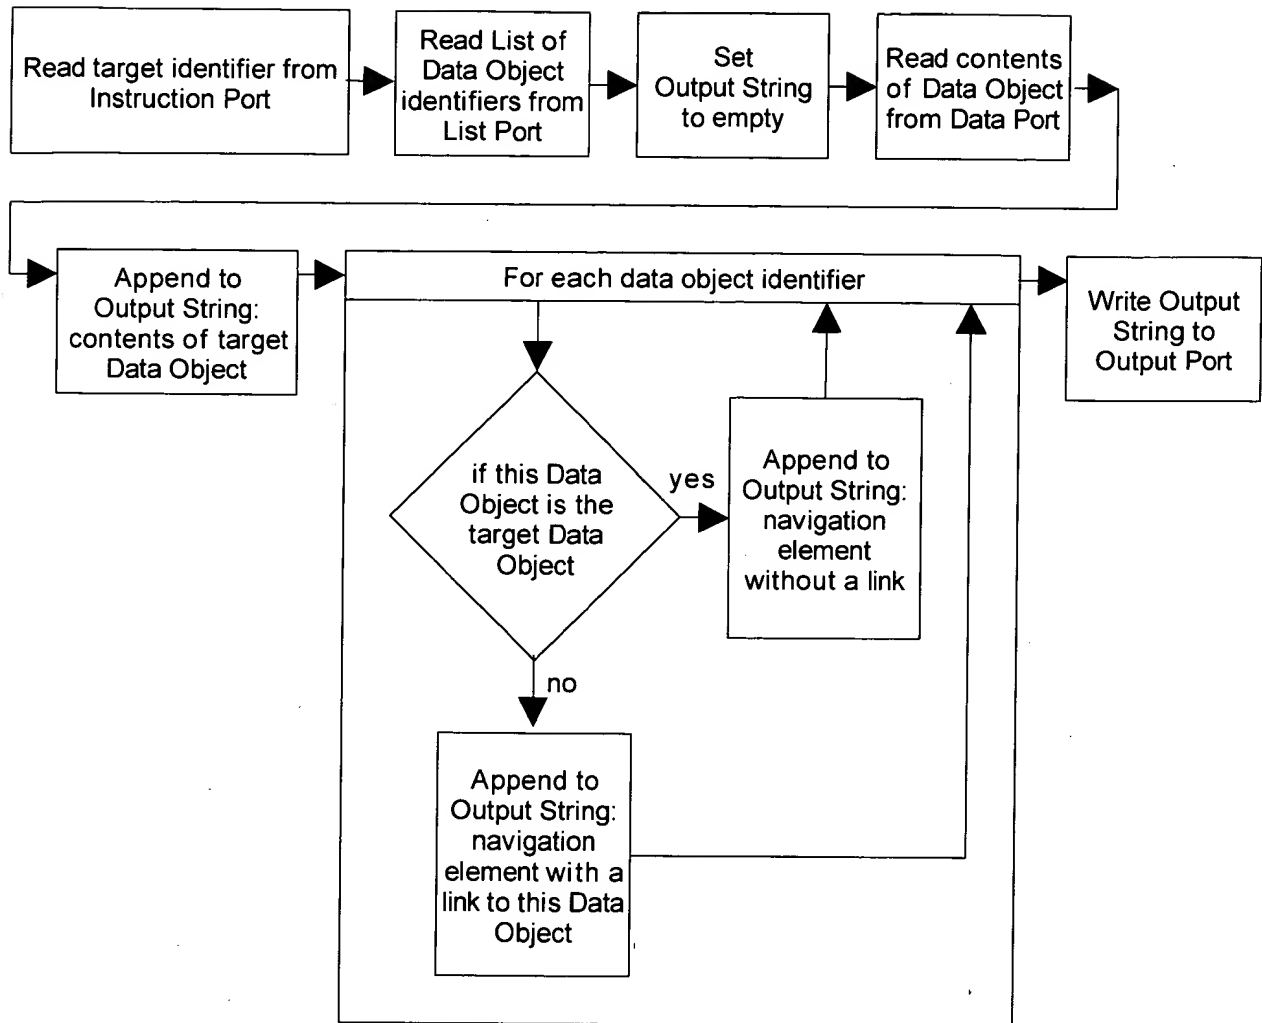 Read target identifier from
Instruction Port
Read List of
Data Object
identifiers from
List Port
Set
Output String
to empty
Read contents
of Data Object
from Data Port
Append to
Output String:
contents of target
Data Object
For each data object identifier
Write Output
String to
Output Port
if this Data
Object is the
target Data
Object
yes
Append to
Output String:
navigation
element
without a link
no
Append to
Output String:
navigation
element with a
link to this Data
Object